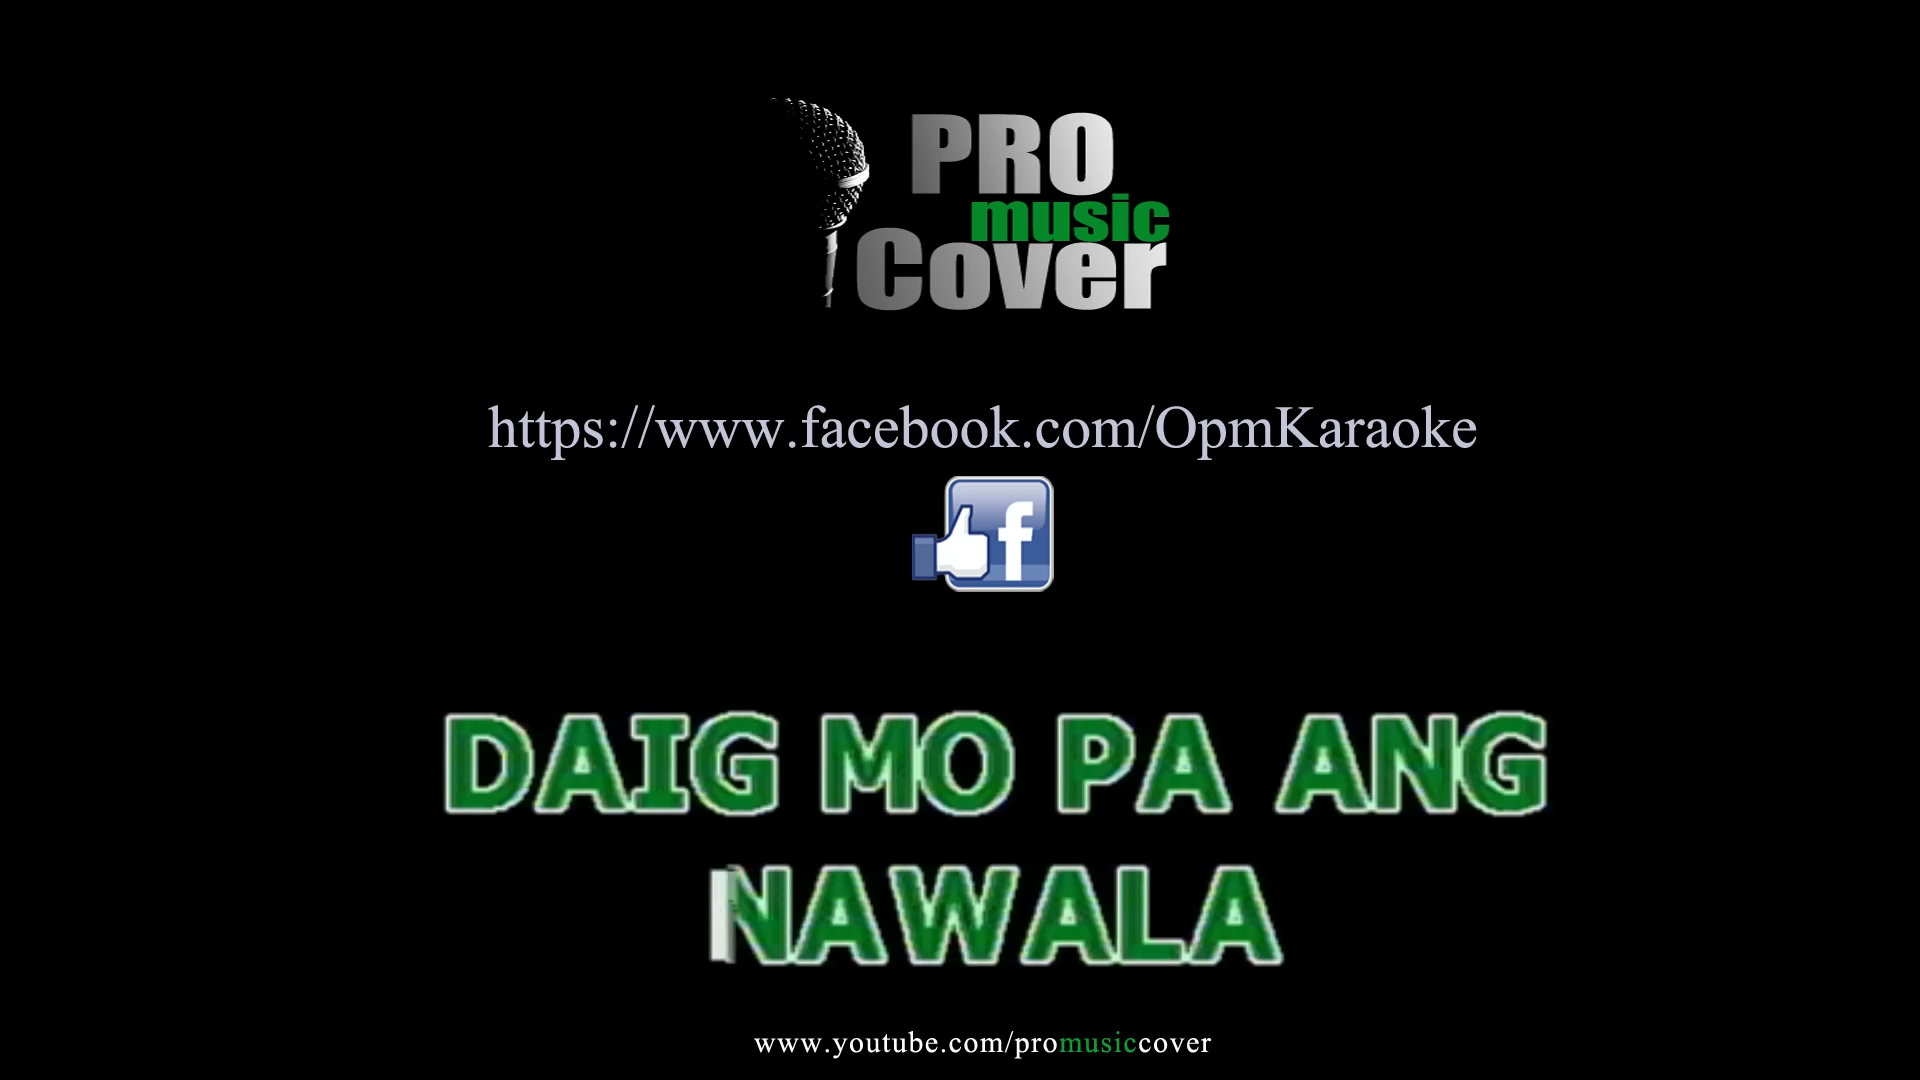 PRO
music
Cover
https://www.facebook.com/OpmKaraoke
f
DAIG MO PA ANG
NAWALA
www.youtube.com/promusiccover